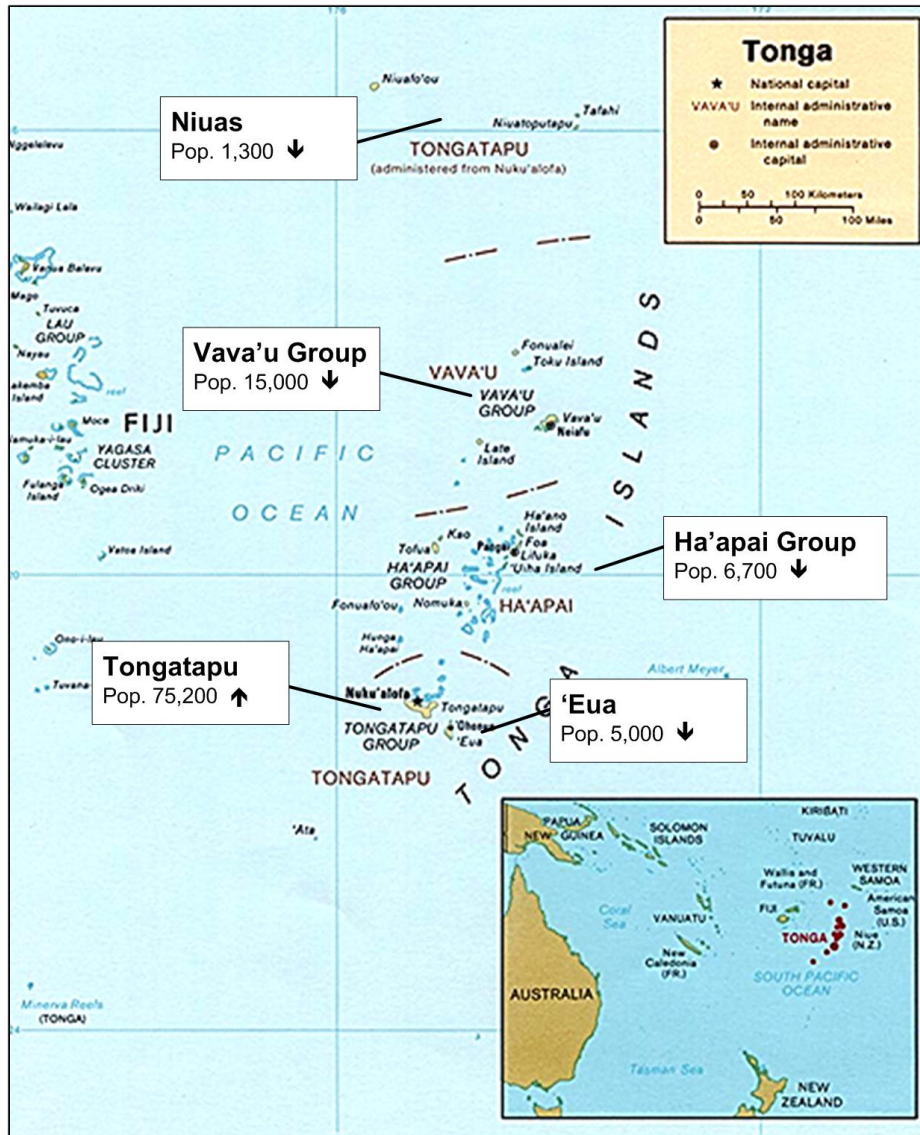 176
172
Tonga
★ National capital
VAVA'U Internal administrative
name
Internal administrative
capital
0 50 100 Kilometers
0 50 100 Miles
Niuafo'ou
Tafahi
Niuatoputapu
Niuas
Pop. 1,300 ↓
TONGATAPU
(administered from Nuku'alofa)
Nggelelevu
Wailagi Lala
Vanua Balavu
Mago
Tuvuca
LAU
GROUP
Nayau
Island
reef
Moce
FIJI
YAGASA
CLUSTER
Fulanga
Island
Ogea Driki
Vatoa Island
Ono-i-lau
Tuvana
PACIFIC
OCEAN
Vava'u Group
Pop. 15,000 ↓
Fonualei
Toku Island
VAVA'U
VAVA'U
GROUP
Vava'u
Neiafu
Late
Island
TONGA ISLANDS
Ha'ano
Island
Kao
Foa
Tofua
Pangai
Lifuka
'Uiha Island
HA'APAI
GROUP
reef
20
Fonuafo'ou
Nomuka
HA'APAI
Hunga
Ha'apai
Ha'apai Group
Pop. 6,700 ↓
Albert Meyer
Tongatapu
Pop. 75,200 ↑
Nuku'alofa
Tongatapu
TONGATAPU
GROUP
'Eua
TONGATAPU
'Eua
Pop. 5,000 ↓
'Ata
Minerva Reefs
(TONGA)
24
KIRIBATI
PAPUA
NEW GUINEA
SOLOMON
ISLANDS
TUVALU
Wallis and
Futuna (FR.)
WESTERN
SAMOA
American
Samoa
(U.S.)
Coral
Sea
VANUATU
FIJI
TONGA
Niue
(N.Z.)
New
Caledonia
(FR.)
SOUTH PACIFIC
OCEAN
AUSTRALIA
Tasman Sea
NEW
ZEALAND